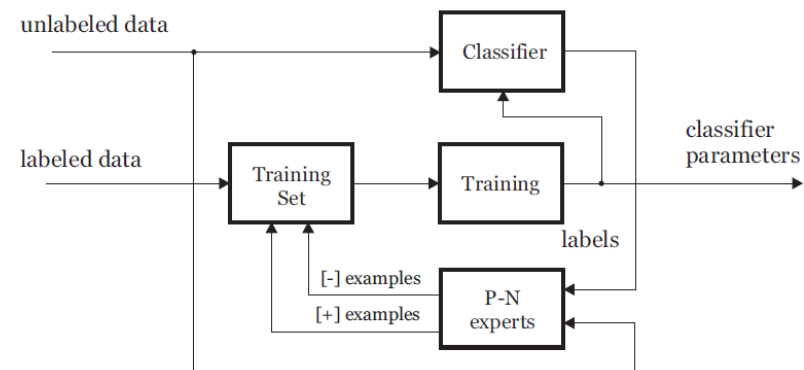 unlabeled data
Classifier
classifier
parameters
labeled data
Training
Set
Training
labels
[-] examples
[+] examples
P-N
experts